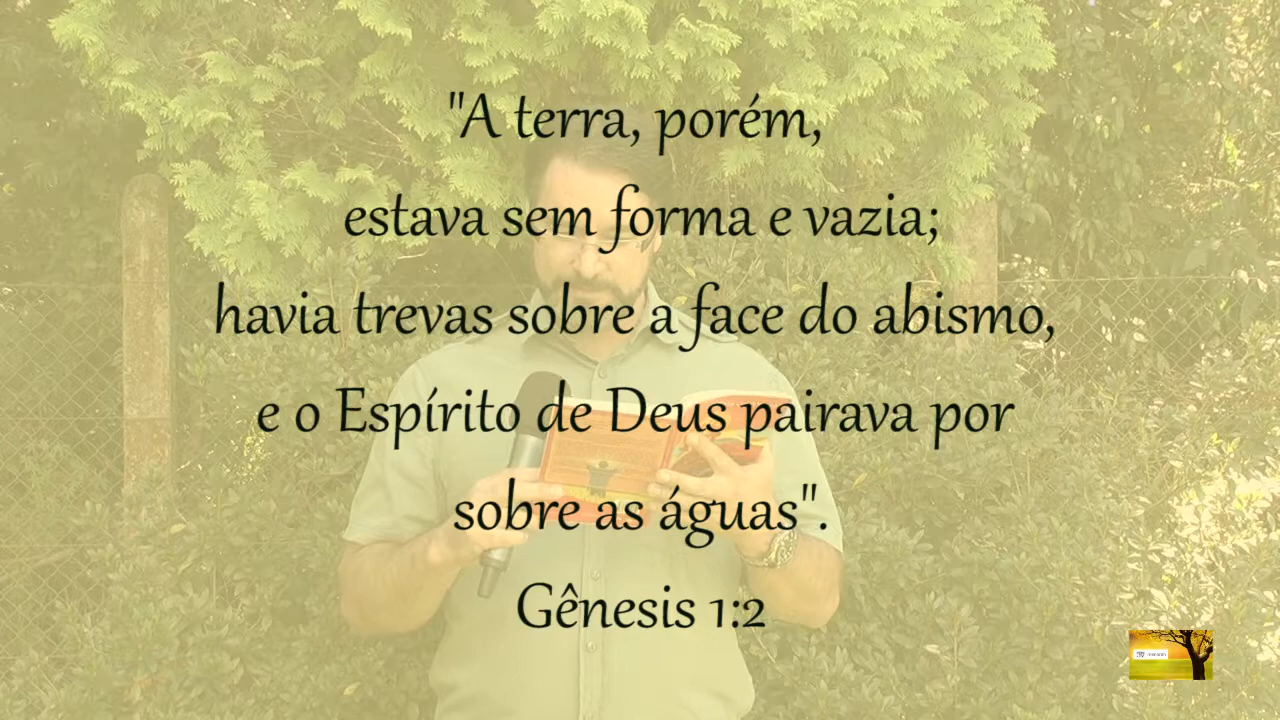 "A terra, porém,
estava sem forma e vazia;
havia trevas sobre a face do abismo,
e o Espírito de Deus pairava por
sobre as águas".
Gênesis 1:2